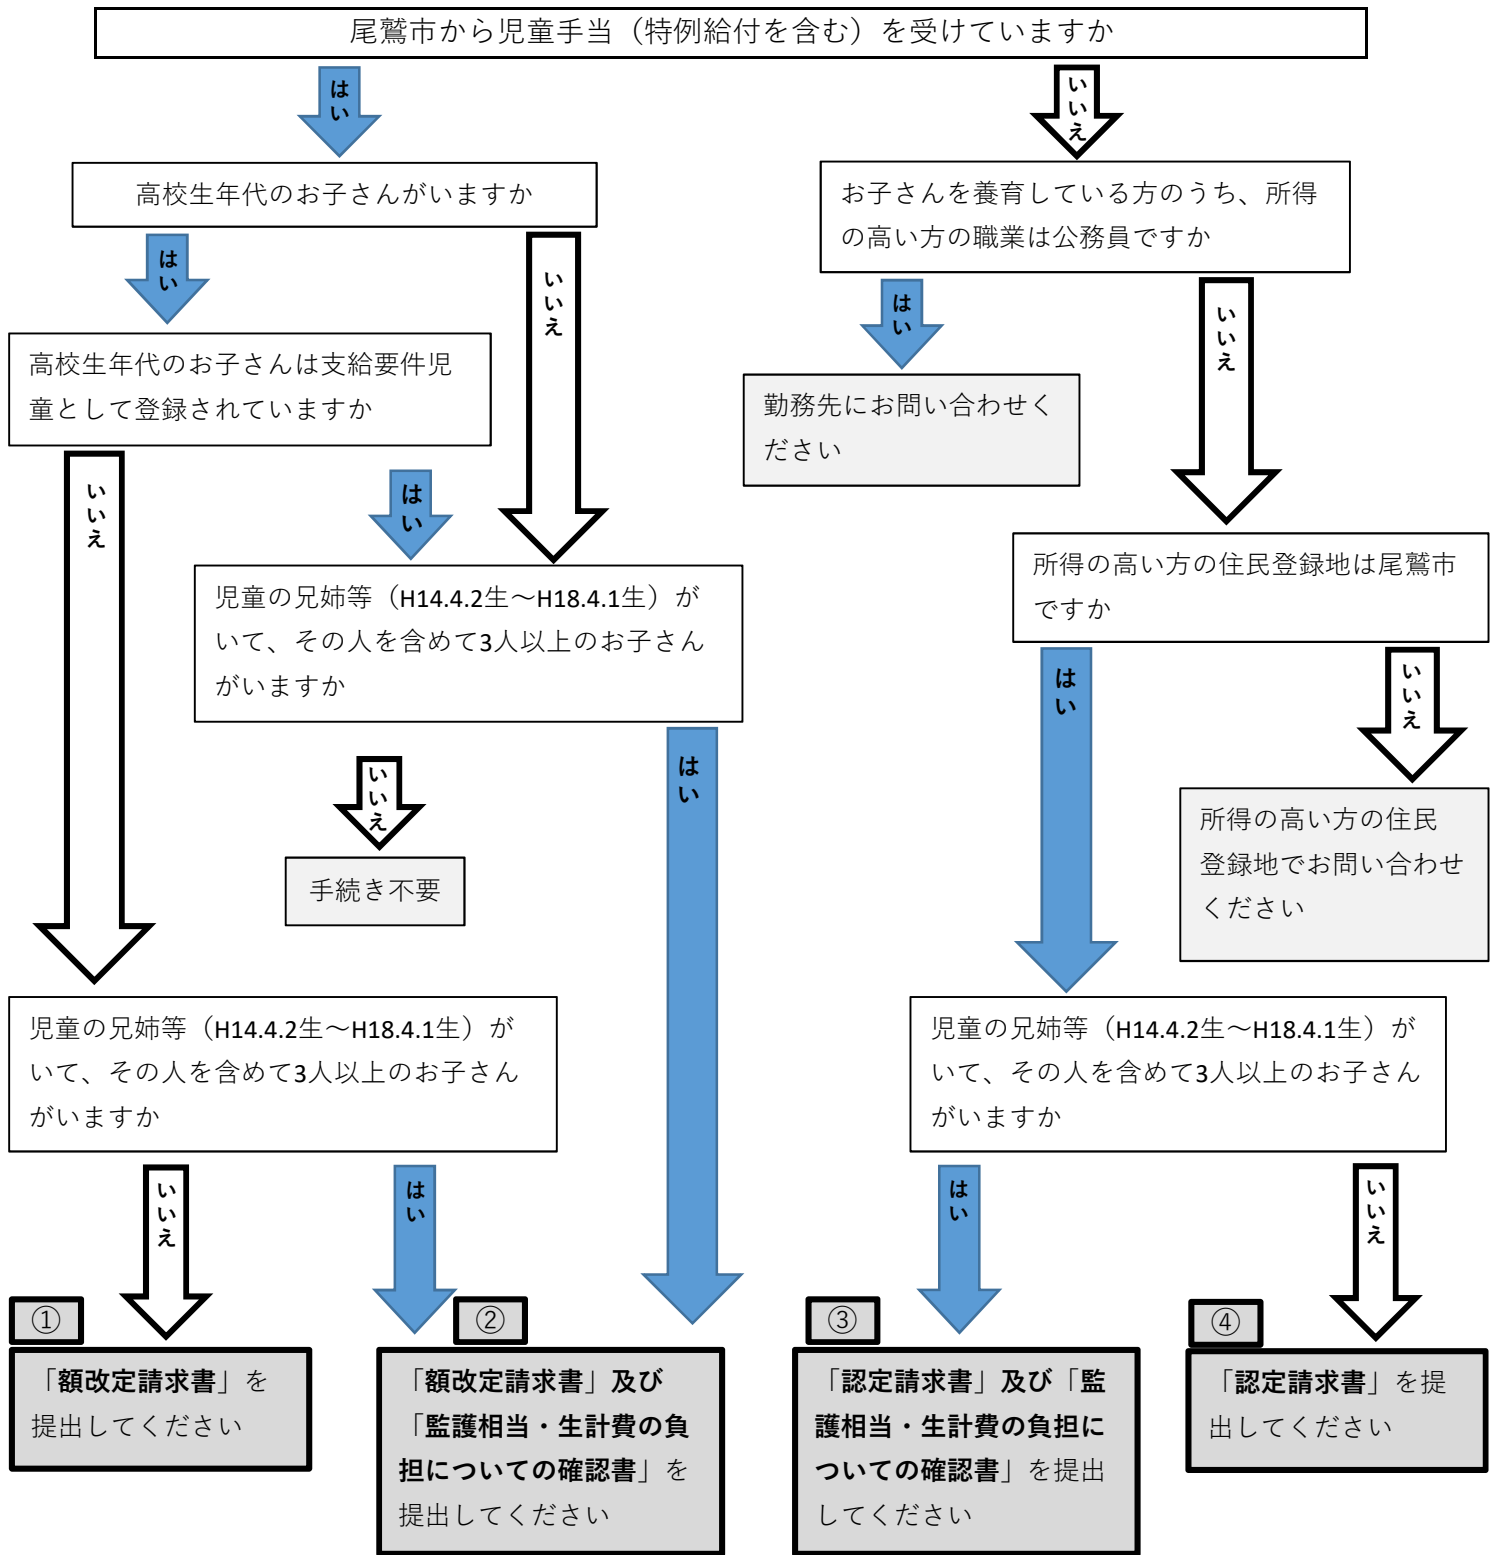 尾鷲市から児童手当（特例給付を含む）を受けていますか
はい
いいえ
高校生年代のお子さんがいますか
お子さんを養育している方のうち、所得
の高い方の職業は公務員ですか
はい
いいえ
はい
いいえ
高校生年代のお子さんは支給要件児
童として登録されていますか
勤務先にお問い合わせく
ださい
いいえ
はい
所得の高い方の住民登録地は尾鷲市
ですか
児童の兄姉等（H14.4.2生～H18.4.1生）が
いて、その人を含めて3人以上のお子さん
がいますか
はい
いいえ
いいえ
はい
所得の高い方の住民
登録地でお問い合わせ
ください
手続き不要
児童の兄姉等（H14.4.2生～H18.4.1生）が
いて、その人を含めて3人以上のお子さん
がいますか
児童の兄姉等（H14.4.2生～H18.4.1生）が
いて、その人を含めて3人以上のお子さん
がいますか
いいえ
はい
はい
いいえ
①
「額改定請求書」を
提出してください
②
「額改定請求書」及び
「監護相当・生計費の負
担についての確認書」を
提出してください
③
「認定請求書」及び「監
護相当・生計費の負担に
ついての確認書」を提出
してください
④
「認定請求書」を提
出してください